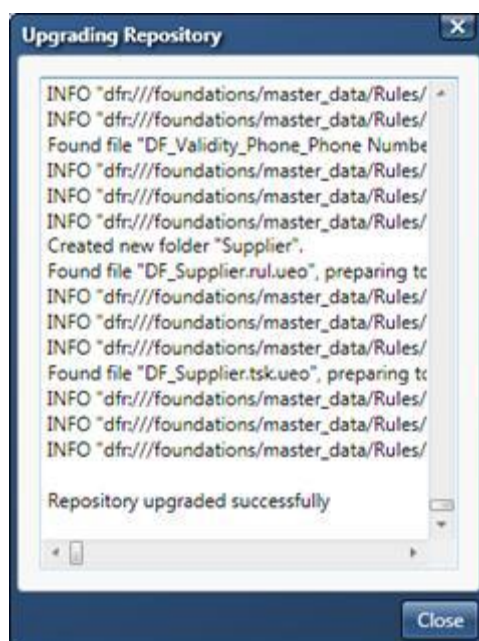 Upgrading Repository
INFO "dfr:///foundations/master_data/Rules/
INFO "dfr:///foundations/master_data/Rules/
Found file "DF_Validity_Phone_Phone Numbe
INFO "dfr:///foundations/master_data/Rules/
INFO "dfr:///foundations/master_data/Rules/
INFO "dfr:///foundations/master_data/Rules/
Created new folder "Supplier".
Found file "DF_Supplier.rul.ueo", preparing to
INFO "dfr:///foundations/master_data/Rules/
INFO "dfr:///foundations/master_data/Rules/
INFO "dfr:///foundations/master_data/Rules/
Found file "DF_Supplier.tsk.ueo", preparing to
INFO "dfr:///foundations/master_data/Rules/
INFO "dfr:///foundations/master_data/Rules/
INFO "dfr:///foundations/master_data/Rules/
Repository upgraded successfully
Close